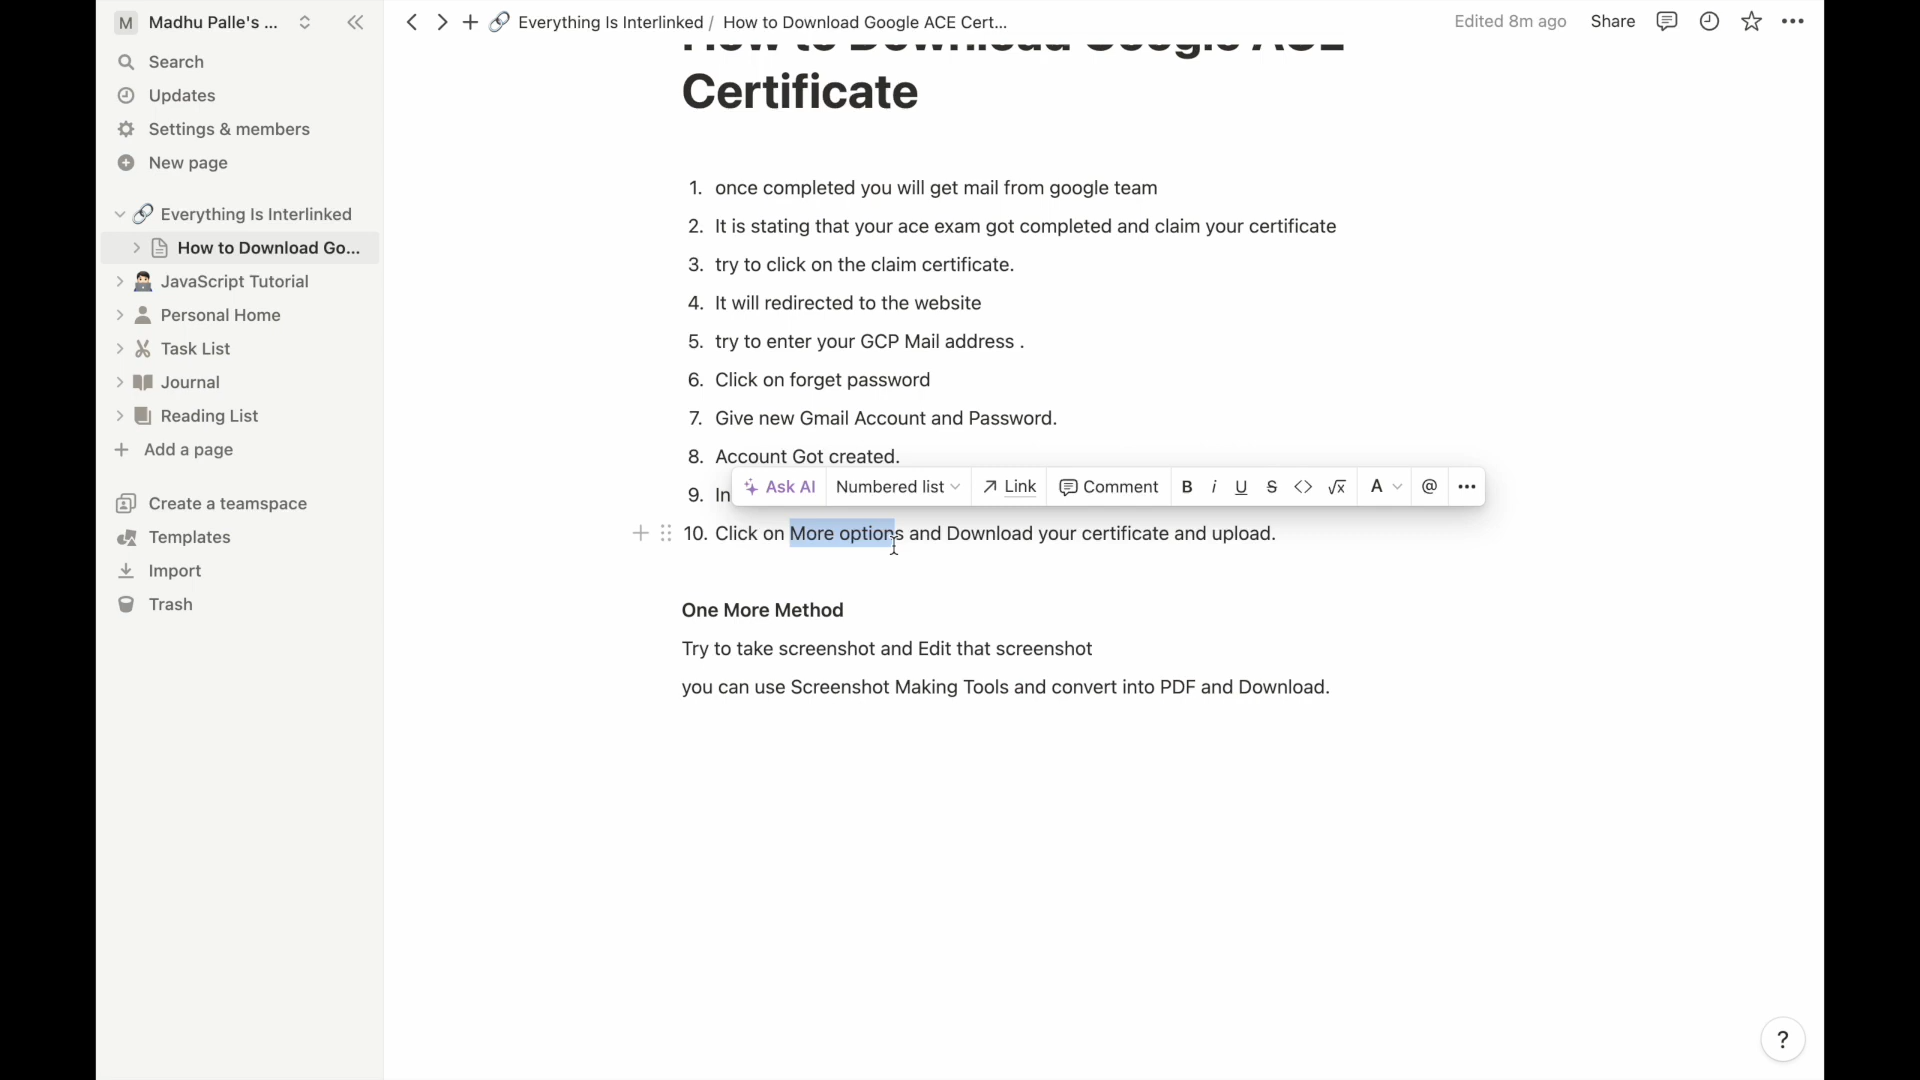 M Madhu Palle's ...
Everything Is Interlinked / How to Download Google ACE Cert...
Edited 8m ago
Share
Search
Updates
Settings & members
New page
Everything Is Interlinked
How to Download Go...
JavaScript Tutorial
Personal Home
Task List
Journal
Reading List
Add a page
Create a teamspace
Templates
Import
Trash
How to Download Google ACE
Certificate
1. once completed you will get mail from google team
2. It is stating that your ace exam got completed and claim your certificate
3. try to click on the claim certificate.
4. It will redirected to the website
5. try to enter your GCP Mail address .
6. Click on forget password
7. Give new Gmail Account and Password.
8. Account Got created.
9. In
Ask AI Numbered list Link Comment B i U S <> √x A @ •••
10. Click on More options and Download your certificate and upload.
One More Method
Try to take screenshot and Edit that screenshot
you can use Screenshot Making Tools and convert into PDF and Download.
?